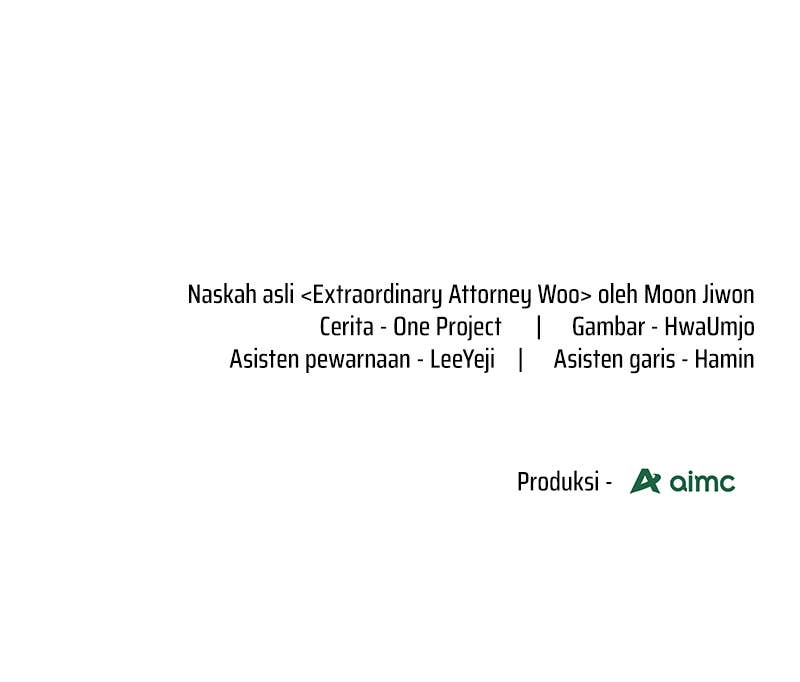 Naskah asli <Extraordinary Attorney Woo> oleh Moon Jiwon
Cerita - One Project | Gambar - HwaUmjo
Asisten pewarnaan - LeeYeji | Asisten garis - Hamin
Produksi - aimc